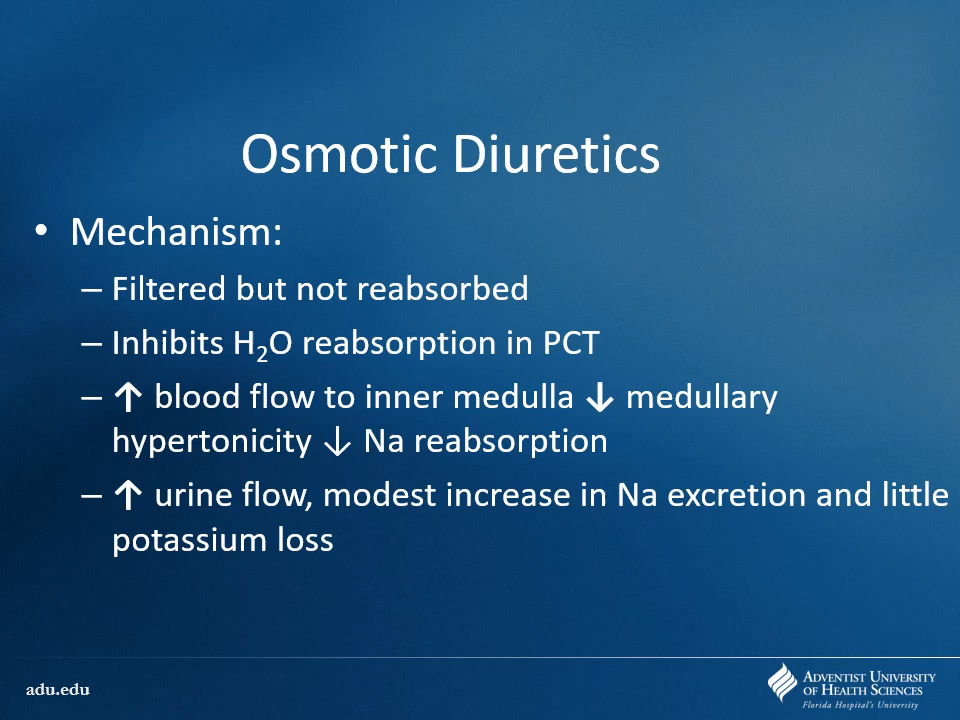 Osmotic Diuretics
• Mechanism:
– Filtered but not reabsorbed
– Inhibits H₂O reabsorption in PCT
– ↑ blood flow to inner medulla ↓ medullary
hypertonicity ↓ Na reabsorption
– ↑ urine flow, modest increase in Na excretion and little
potassium loss
adu.edu
ADVENTIST UNIVERSITY
OF HEALTH SCIENCES
Florida Hospital's University